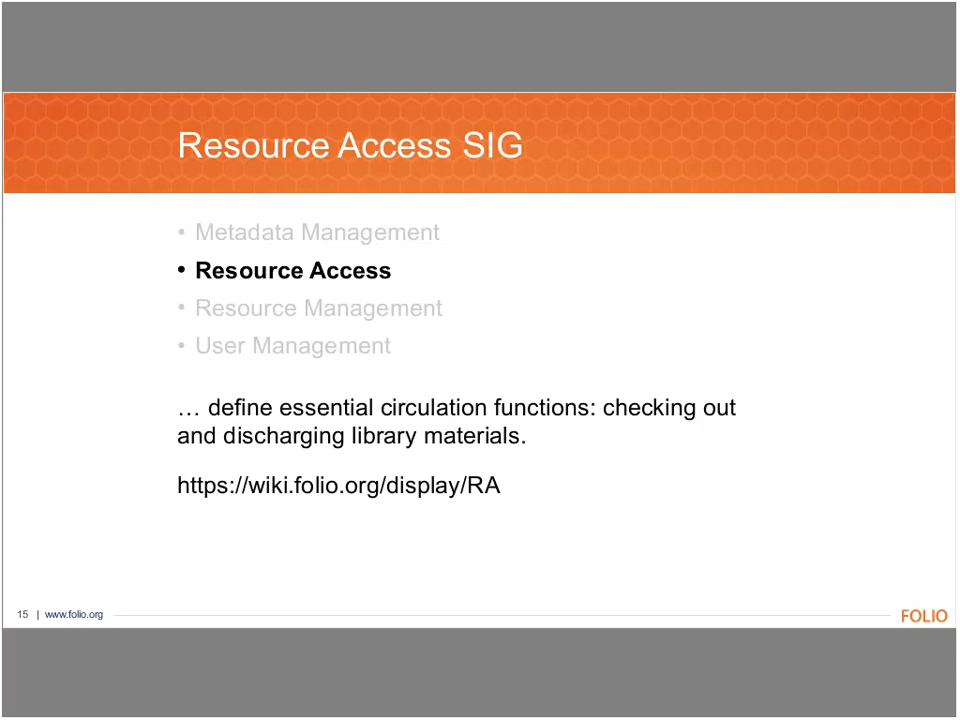 Resource Access SIG
• Metadata Management
• Resource Access
• Resource Management
• User Management
… define essential circulation functions: checking out
and discharging library materials.
https://wiki.folio.org/display/RA
15 | www.folio.org
FOLIO